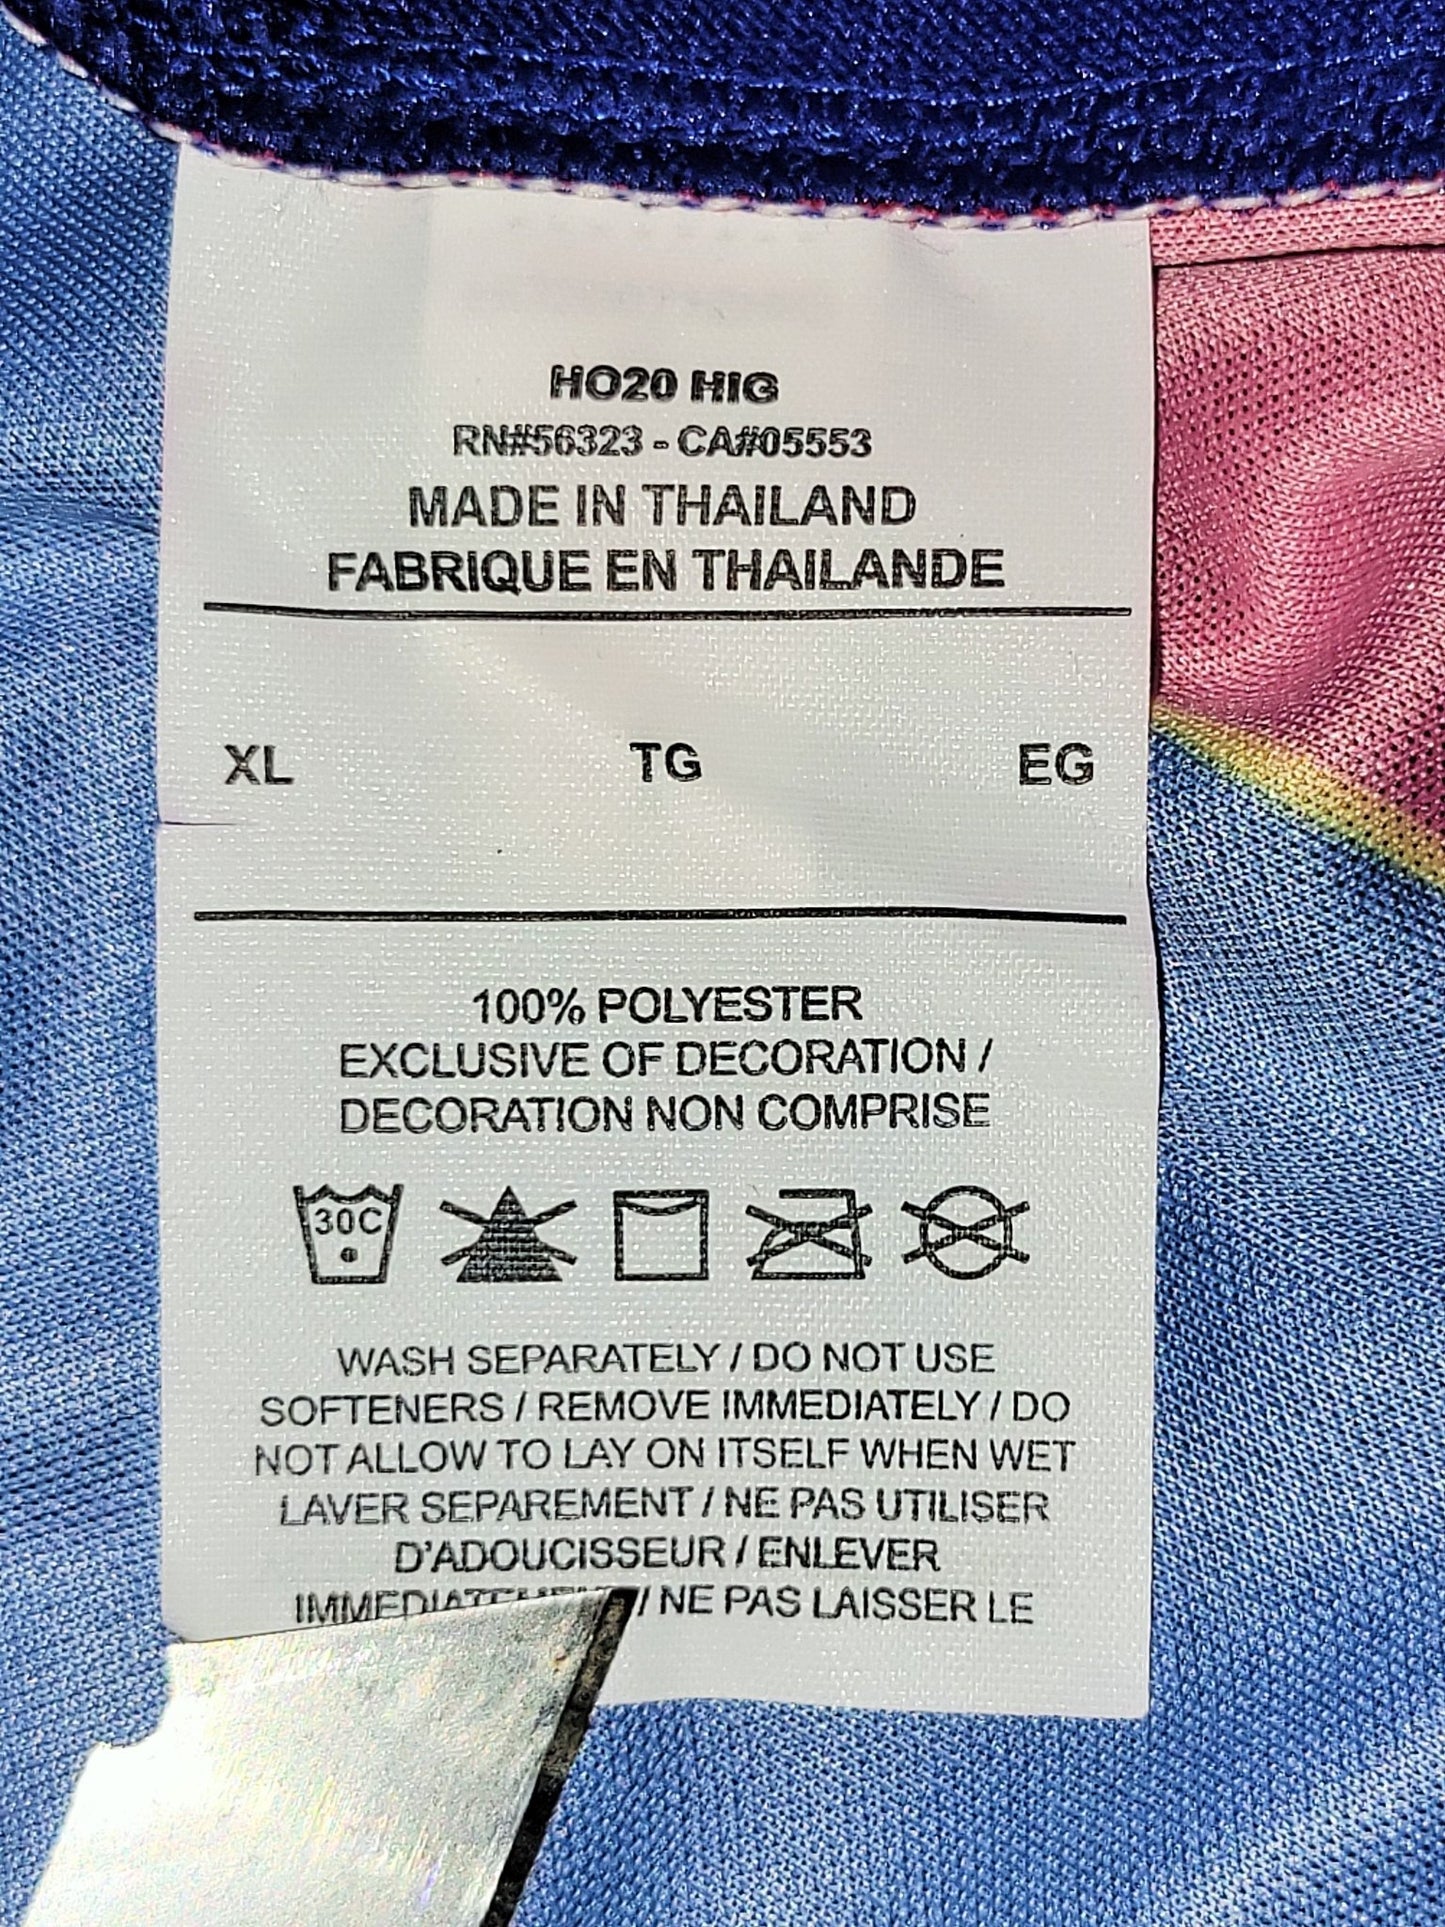 HO20 HIG
RN#56323 - CA#05553
MADE IN THAILAND
FABRIQUE EN THAILANDE
XL TG EG
100% POLYESTER
EXCLUSIVE OF DECORATION /
DECORATION NON COMPRISE
30C
WASH SEPARATELY / DO NOT USE
SOFTENERS / REMOVE IMMEDIATELY / DO
NOT ALLOW TO LAY ON ITSELF WHEN WET
LAVER SEPAREMENT / NE PAS UTILISER
D'ADOUCISSEUR / ENLEVER
/ NE PAS LAISSER LE